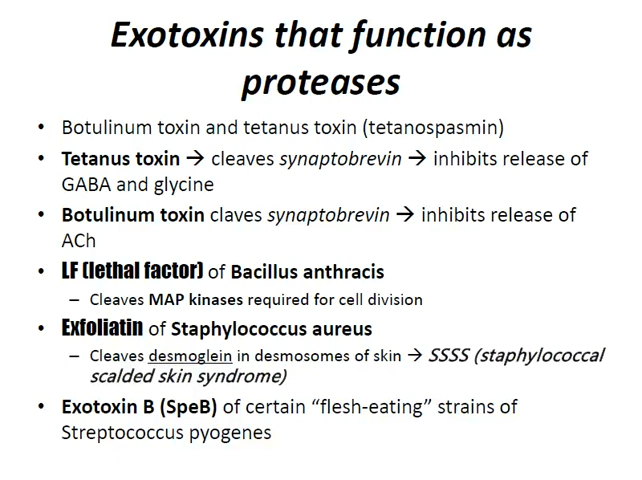 Exotoxins that function as
proteases
• Botulinum toxin and tetanus toxin (tetanospasmin)
• Tetanus toxin → cleaves synaptobrevin → inhibits release of
GABA and glycine
• Botulinum toxin claves synaptobrevin → inhibits release of
ACh
• LF (lethal factor) of Bacillus anthracis
– Cleaves MAP kinases required for cell division
• Exfoliatin of Staphylococcus aureus
– Cleaves desmoglein in desmosomes of skin → SSSS (staphylococcal
scalded skin syndrome)
• Exotoxin B (SpeB) of certain “flesh-eating” strains of
Streptococcus pyogenes